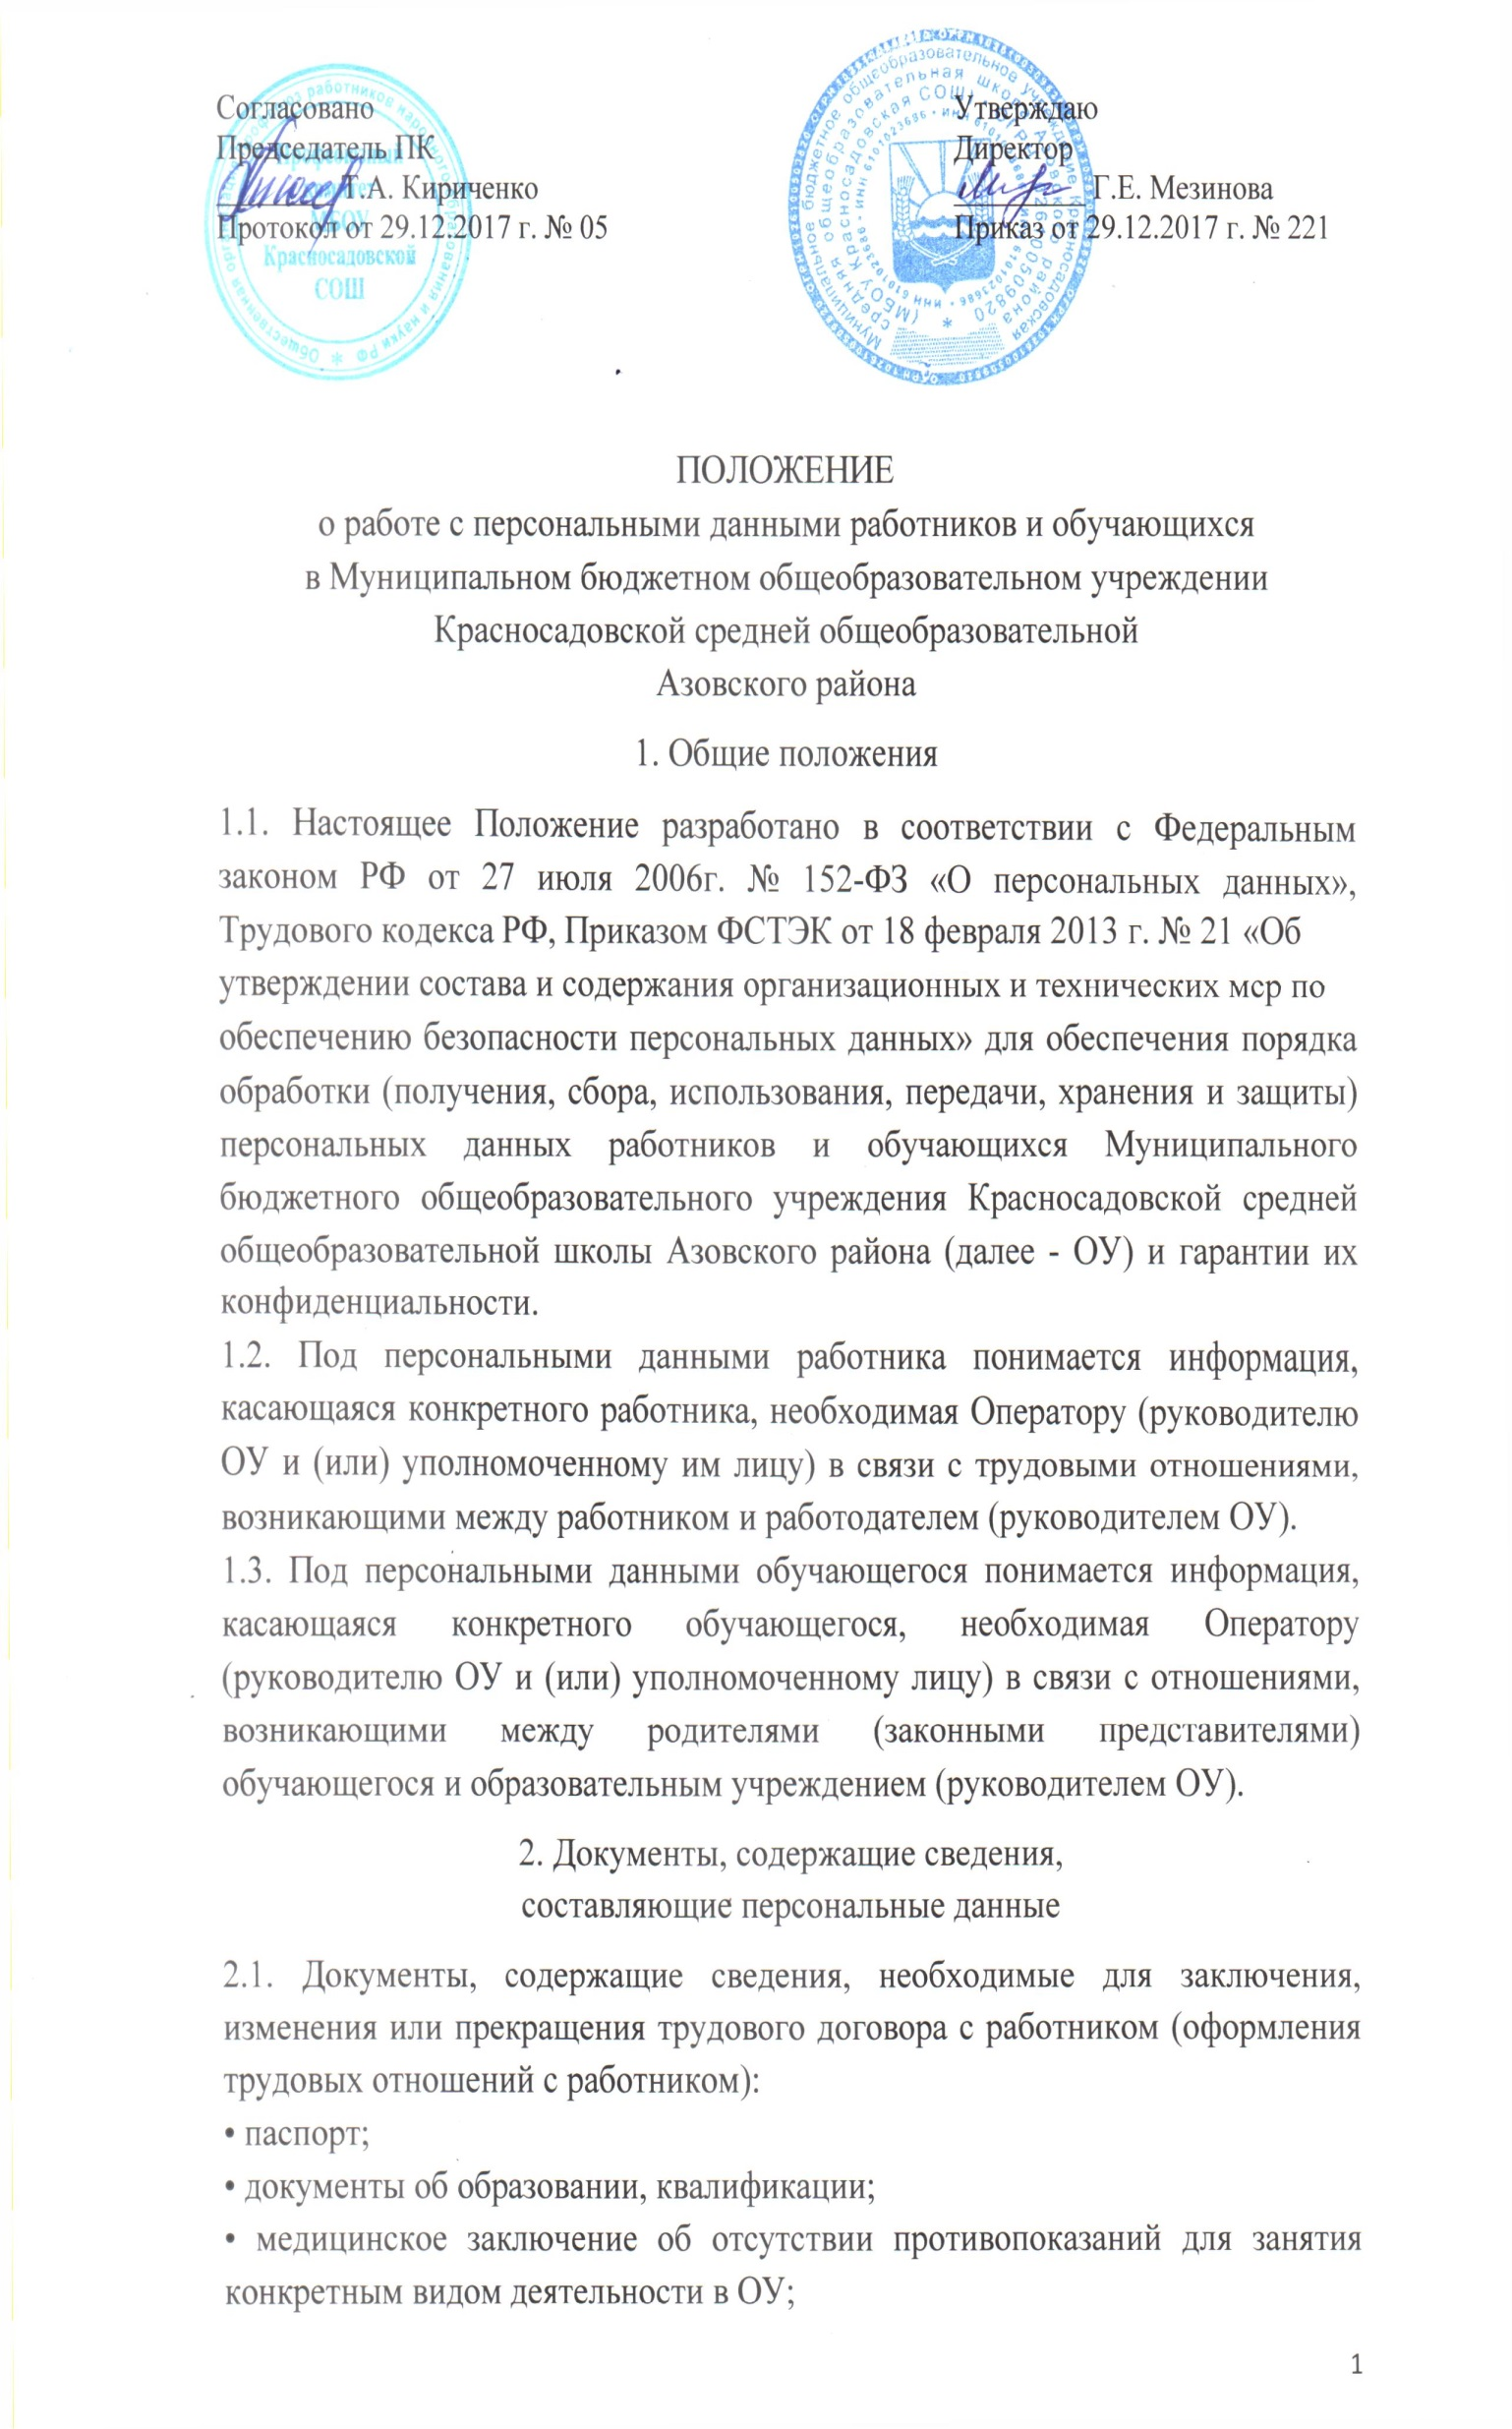 Согласовано
Председатель ПК
Т.А. Кириченко
Протокол от 29.12.2017 г. № 05
МБОУ
Красносадовской
СОШ
Утверждаю
Директор
Г.Е. Мезинова
Приказ от 29.12.2017 г. № 221
ПОЛОЖЕНИЕ
о работе с персональными данными работников и обучающихся
в Муниципальном бюджетном общеобразовательном учреждении
Красносадовской средней общеобразовательной
Азовского района
1. Общие положения
1.1. Настоящее Положение разработано в соответствии с Федеральным
законом РФ от 27 июля 2006г. № 152-ФЗ «О персональных данных»,
Трудового кодекса РФ, Приказом ФСТЭК от 18 февраля 2013 г. № 21 «Об
утверждении состава и содержания организационных и технических мер по
обеспечению безопасности персональных данных» для обеспечения порядка
обработки (получения, сбора, использования, передачи, хранения и защиты)
персональных данных работников и обучающихся Муниципального
бюджетного общеобразовательного учреждения Красносадовской средней
общеобразовательной школы Азовского района (далее - ОУ) и гарантии их
конфиденциальности.
1.2. Под персональными данными работника понимается информация,
касающаяся конкретного работника, необходимая Оператору (руководителю
ОУ и (или) уполномоченному им лицу) в связи с трудовыми отношениями,
возникающими между работником и работодателем (руководителем ОУ).
1.3. Под персональными данными обучающегося понимается информация,
касающаяся конкретного обучающегося, необходимая Оператору
(руководителю ОУ и (или) уполномоченному лицу) в связи с отношениями,
возникающими между родителями (законными представителями)
обучающегося и образовательным учреждением (руководителем ОУ).
2. Документы, содержащие сведения,
составляющие персональные данные
2.1. Документы, содержащие сведения, необходимые для заключения,
изменения или прекращения трудового договора с работником (оформления
трудовых отношений с работником):
• паспорт;
• документы об образовании, квалификации;
• медицинское заключение об отсутствии противопоказаний для занятия
конкретным видом деятельности в ОУ;
1